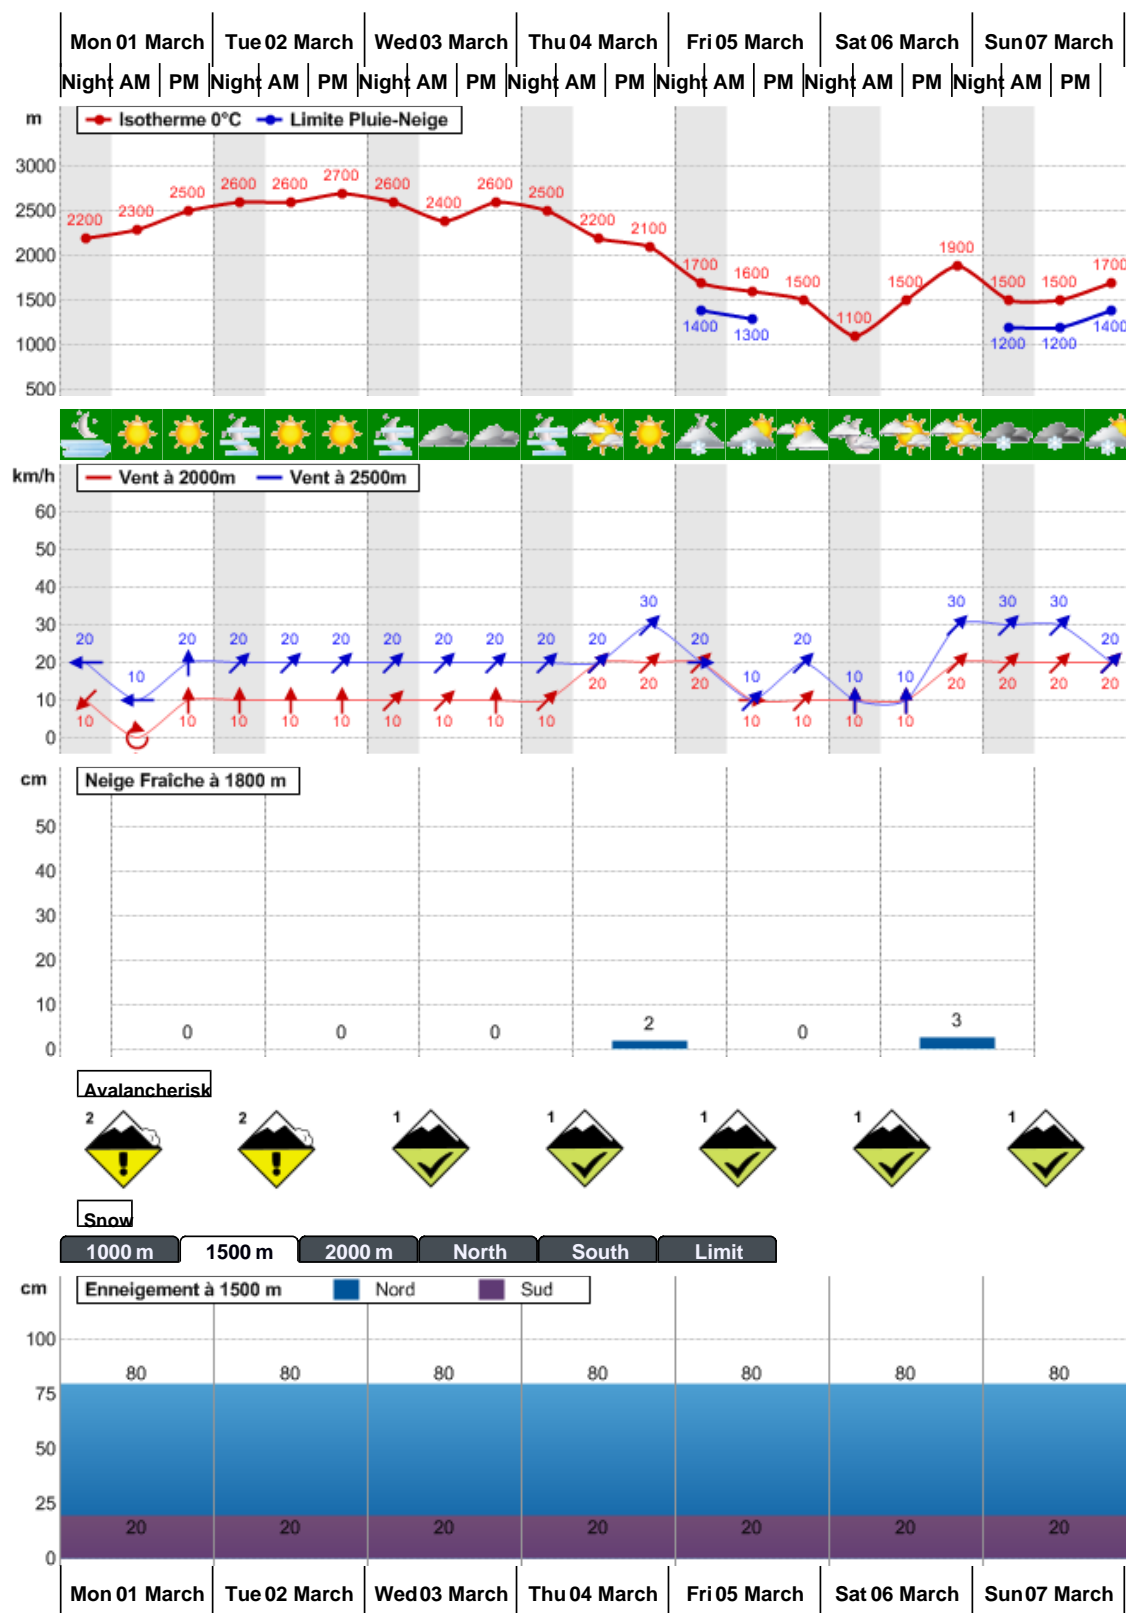 Mon 01 March Tue 02 March Wed 03 March Thu 04 March Fri 05 March Sat 06 March Sun 07 March
Night AM PM Night AM PM Night AM PM Night AM PM Night AM PM Night AM PM Night AM PM
m Isotherme 0°C Limite Pluie-Neige
3000
2500
2000
1500
1000
500
2200 2300 2500 2600 2600 2700 2600 2400 2600 2500 2200 2100 1700 1600 1500 1100 1500 1900 1500 1500 1700
1400 1300 1200 1200 1400
km/h Vent à 2000m Vent à 2500m
60
50
40
30
20
10
0
20 10 20 20 20 20 20 20 20 20 20 30 20 10 20 10 10 30 30 30 20
10 10 10 10 10 10 10 10 10 20 20 20 10 10 10 10 20 20 20 20
cm Neige Fraîche à 1800 m
50
40
30
20
10
0
0 0 0 2 0 3
Avalancherisk
2 2 1 1 1 1 1
Snow
1000 m 1500 m 2000 m North South Limit
cm Enneigement à 1500 m Nord Sud
100
75
50
25
0
80 80 80 80 80 80 80
20 20 20 20 20 20 20
Mon 01 March Tue 02 March Wed 03 March Thu 04 March Fri 05 March Sat 06 March Sun 07 March